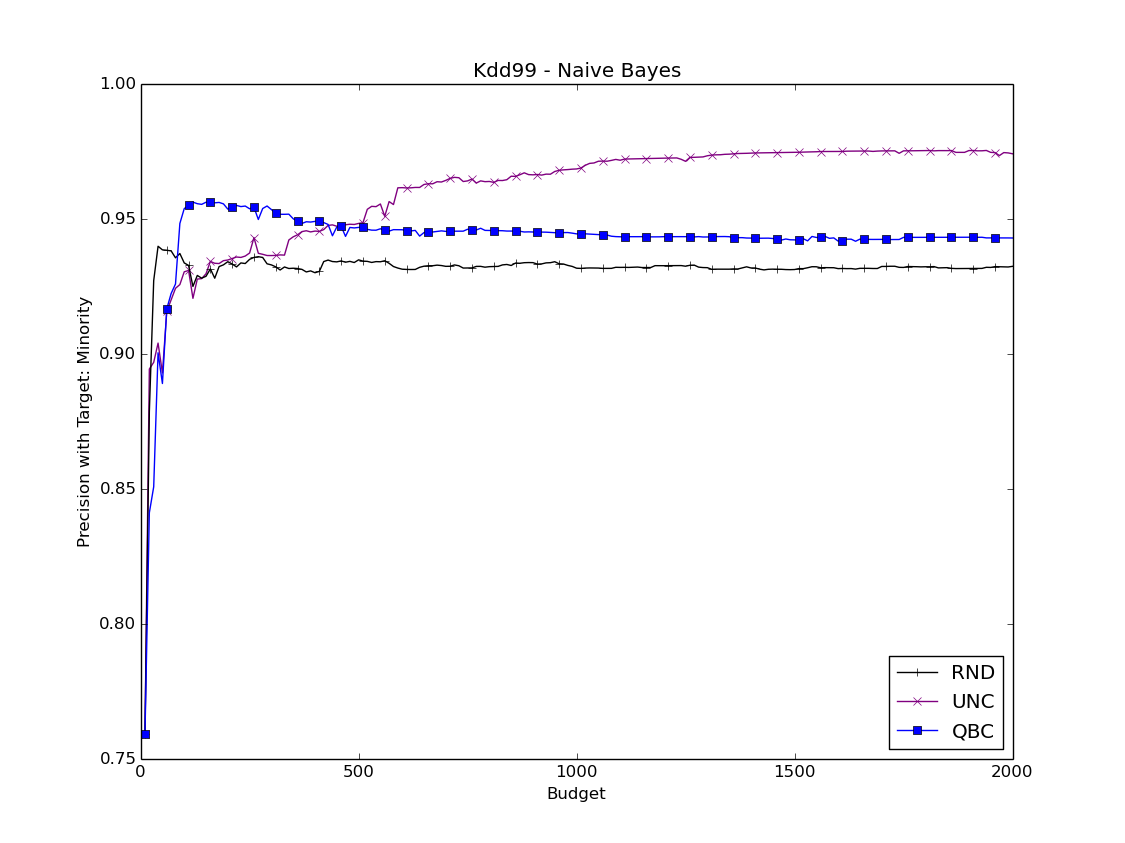 Kdd99 - Naive Bayes
1.00
0.95
0.90
0.85
0.80
0.75
Precision with Target: Minority
0
500
1000
1500
2000
Budget
RND
UNC
QBC